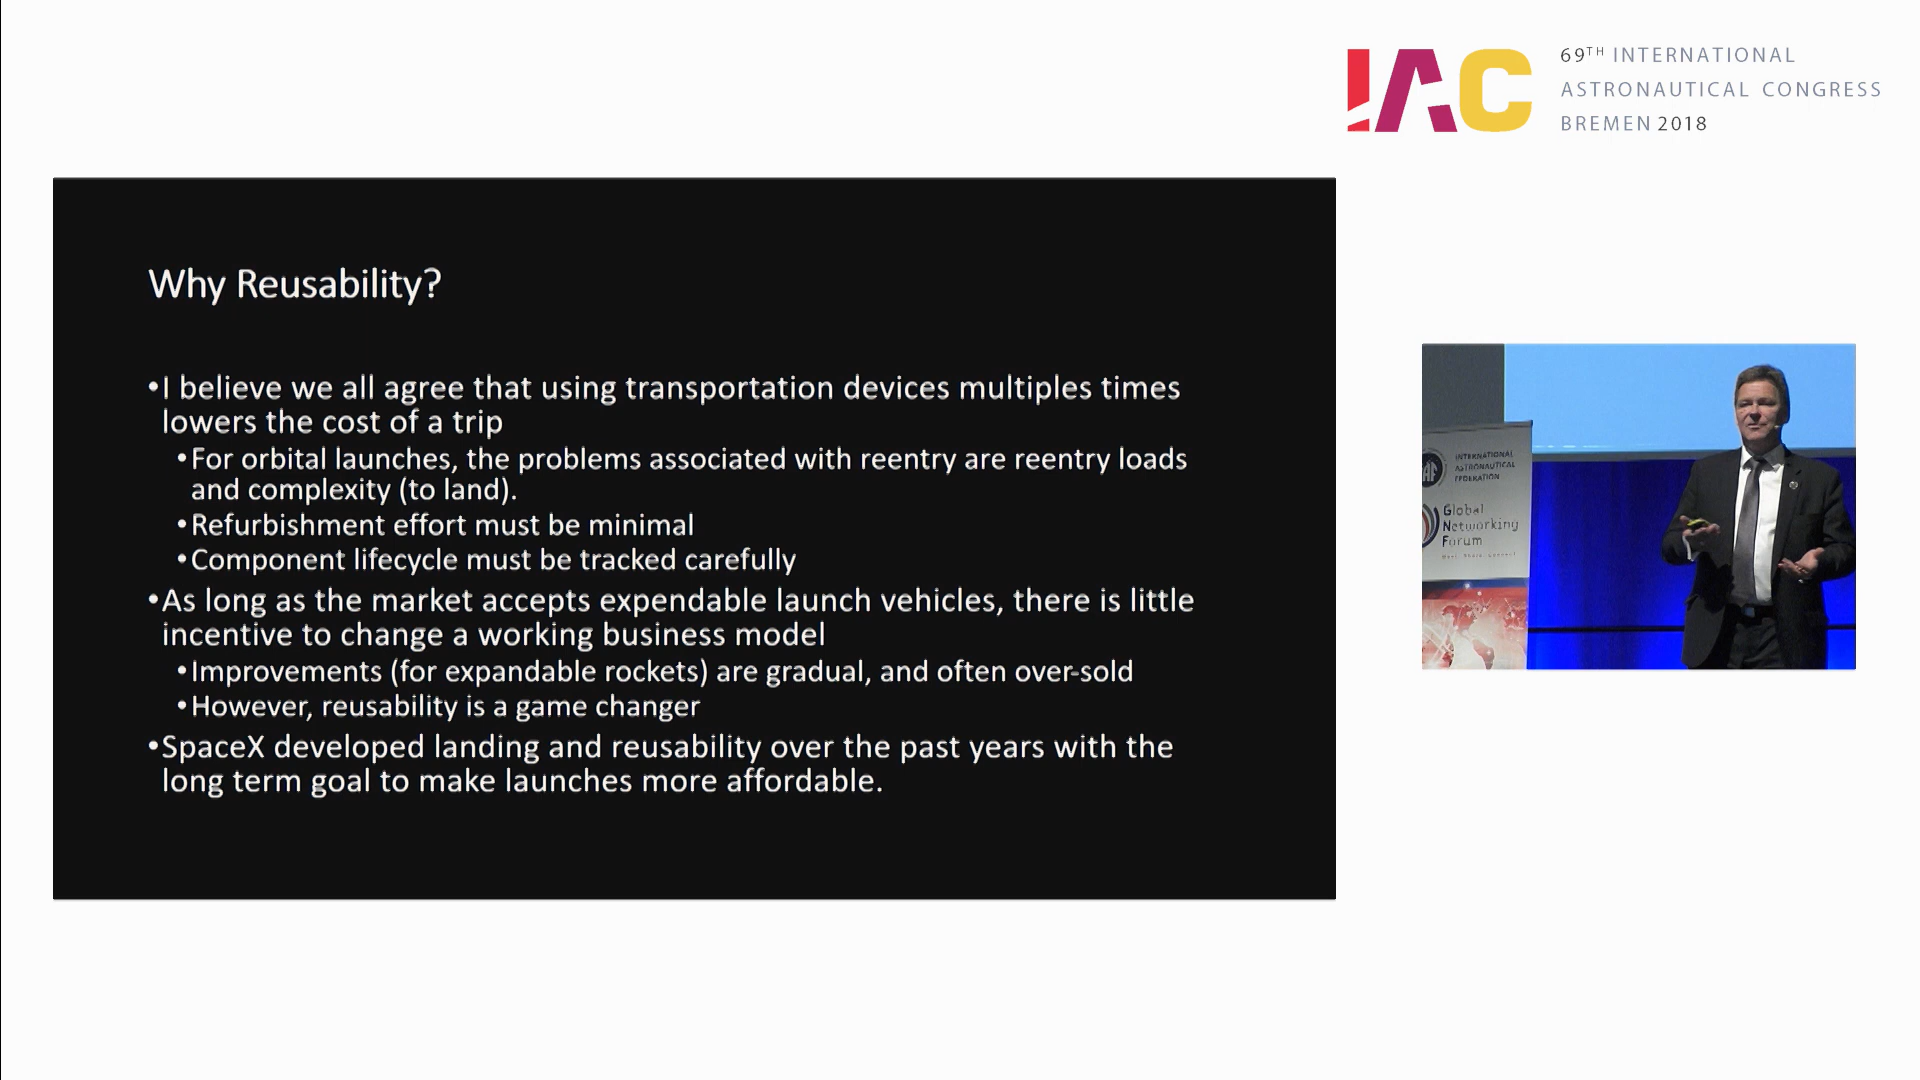 IAC
69TH INTERNATIONAL
ASTRONAUTICAL CONGRESS
BREMEN 2018
Why Reusability?
•I believe we all agree that using transportation devices multiples times
lowers the cost of a trip
•For orbital launches, the problems associated with reentry are reentry loads
and complexity (to land).
•Refurbishment effort must be minimal
•Component lifecycle must be tracked carefully
•As long as the market accepts expendable launch vehicles, there is little
incentive to change a working business model
•Improvements (for expandable rockets) are gradual, and often over-sold
•However, reusability is a game changer
•SpaceX developed landing and reusability over the past years with the
long term goal to make launches more affordable.
INTERNATIONAL
ASTRONAUTICAL
FEDERATION
Global
Networking
Forum